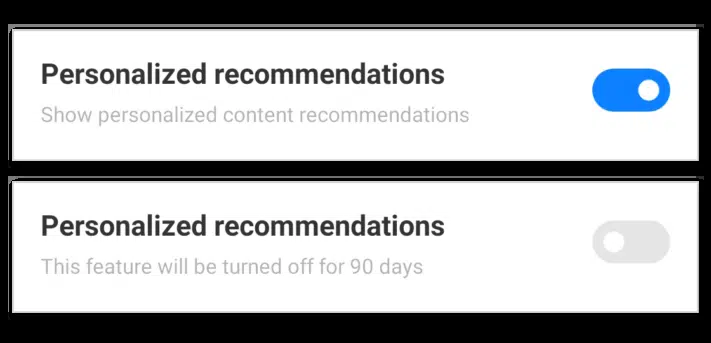 Personalized recommendations
Show personalized content recommendations
Personalized recommendations
This feature will be turned off for 90 days